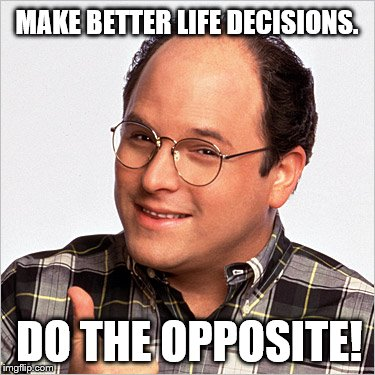 MAKE BETTER LIFE DECISIONS.
DO THE OPPOSITE!
imgflip.com